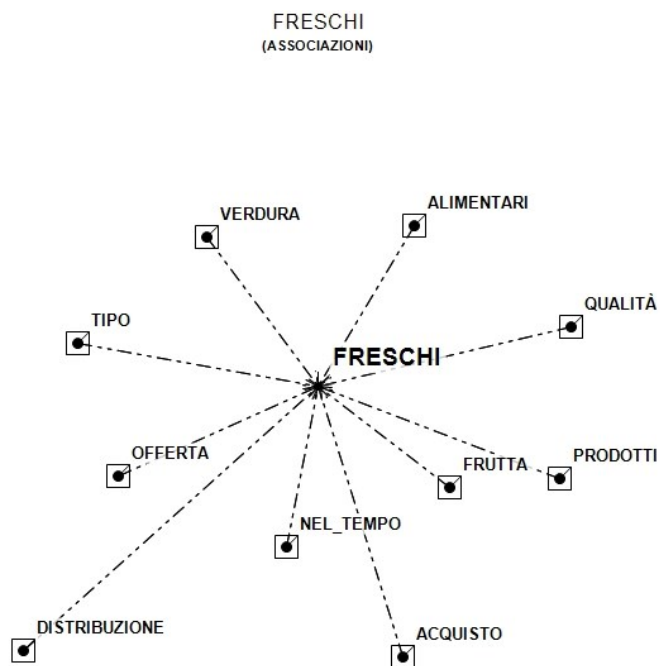 FRESCHI
(ASSOCIAZIONI)
ALIMENTARI
VERDURA
QUALITÀ
TIPO
FRESCHI
OFFERTA
PRODOTTI
FRUTTA
NEL_TEMPO
DISTRIBUZIONE
ACQUISTO